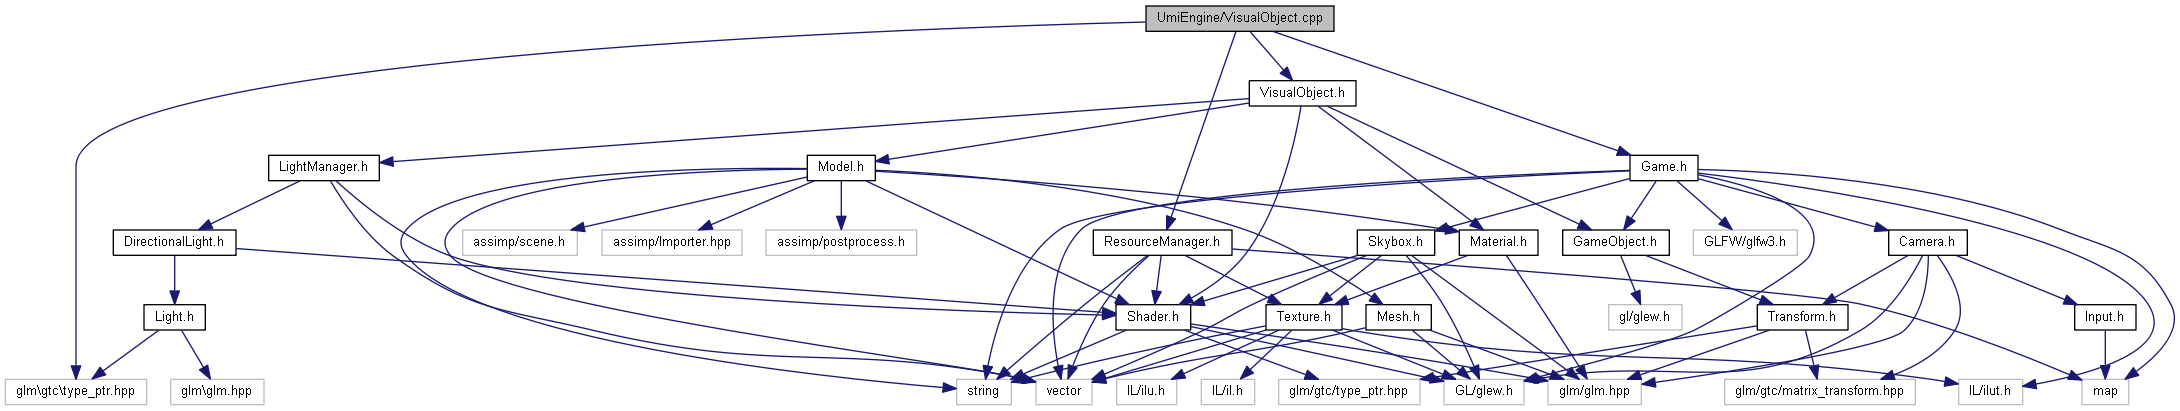 UmiEngine/VisualObject.cpp
VisualObject.h
LightManager.h
Model.h
Game.h
DirectionalLight.h
assimp/scene.h
assimp/Importer.hpp
assimp/postprocess.h
ResourceManager.h
Skybox.h
Material.h
GameObject.h
GLFW/glfw3.h
Camera.h
Light.h
Shader.h
Texture.h
Mesh.h
gl/glew.h
Transform.h
Input.h
glm\gtc\type_ptr.hpp
glm\glm.hpp
string
vector
IL/ilu.h
IL/il.h
glm/gtc/type_ptr.hpp
GL/glew.h
glm/glm.hpp
glm/gtc/matrix_transform.hpp
IL/ilut.h
map